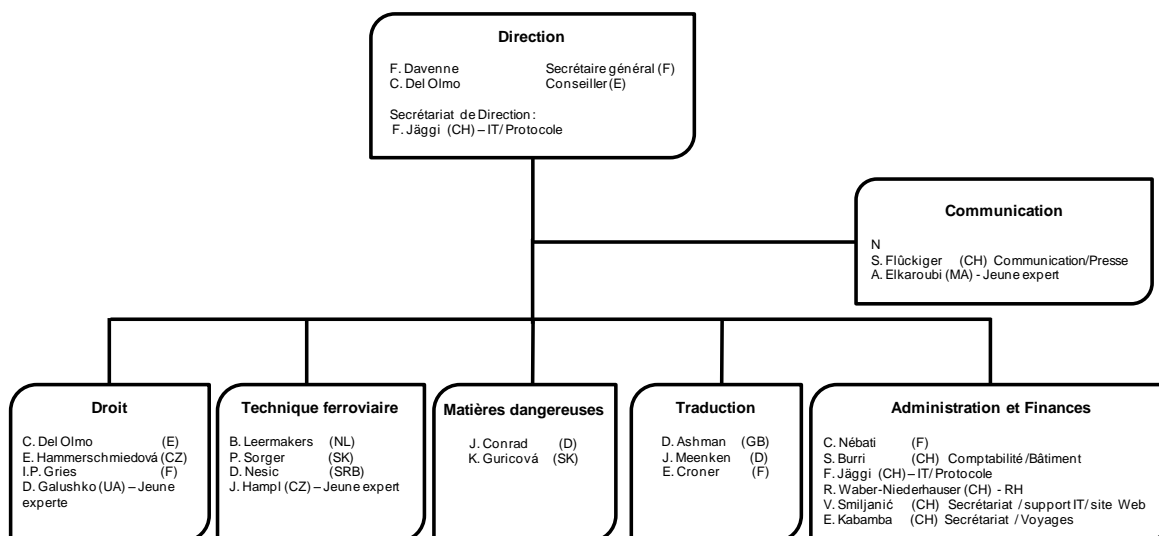 Direction
F. Davenne Secrétaire général (F)
C. Del Olmo Conseiller (E)
Secrétariat de Direction :
F. Jäggi (CH) – IT/ Protocole
Communication
N
S. Flûckiger (CH) Communication/Presse
A. Elkaroubi (MA) - Jeune expert
Droit
C. Del Olmo (E)
E. Hammerschmiedová (CZ)
I.P. Gries (F)
D. Galushko (UA) – Jeune
experte
Technique ferroviaire
B. Leermakers (NL)
P. Sorger (SK)
D. Nesic (SRB)
J. Hampl (CZ) – Jeune expert
Matières dangereuses
J. Conrad (D)
K. Guricová (SK)
Traduction
D. Ashman (GB)
J. Meenken (D)
E. Croner (F)
Administration et Finances
C. Nébati (F)
S. Burri (CH) Comptabilité /Bâtiment
F. Jäggi (CH) – IT/ Protocole
R. Waber-Niederhauser (CH) - RH
V. Smiljanić (CH) Secrétariat / support IT/ site Web
E. Kabamba (CH) Secrétariat / Voyages